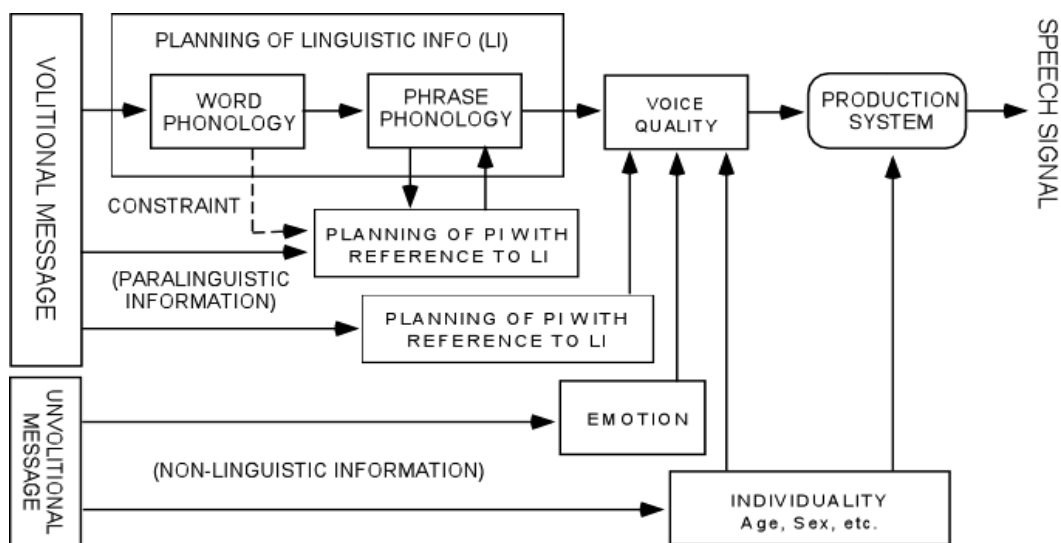 PLANNING OF LINGUISTIC INFO (LI)
WORD
PHONOLOGY
PHRASE
PHONOLOGY
VOICE
QUALITY
PRODUCTION
SYSTEM
SPEECH SIGNAL
VOLITIONAL MESSAGE
CONSTRAINT
PLANNING OF PI WITH
REFERENCE TO LI
(PARALINGUISTIC
INFORMATION)
PLANNING OF PI WITH
REFERENCE TO LI
UNVOLITIONAL
MESSAGE
EMOTION
(NON-LINGUISTIC INFORMATION)
INDIVIDUALITY
Age, Sex, etc.